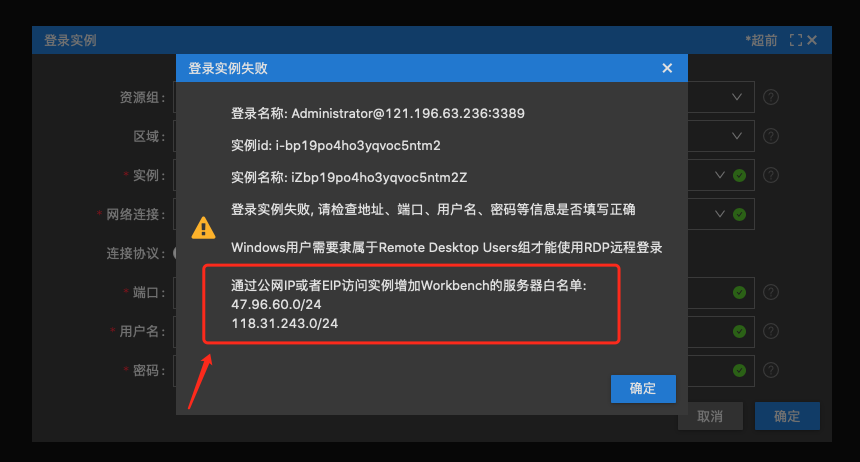 登录实例
*超前
登录实例失败
登录名称: Administrator@121.196.63.236:3389
实例id: i-bp19po4ho3yqvoc5ntm2
实例名称: iZbp19po4ho3yqvoc5ntm2Z
登录实例失败, 请检查地址、端口、用户名、密码等信息是否填写正确
Windows用户需要隶属于Remote Desktop Users组才能使用RDP远程登录
通过公网IP或者EIP访问实例增加Workbench的服务器白名单:
47.96.60.0/24
118.31.243.0/24
确定
资源组:
区域:
* 实例:
* 网络连接:
连接协议:
* 端口:
* 用户名:
* 密码:
取消
确定